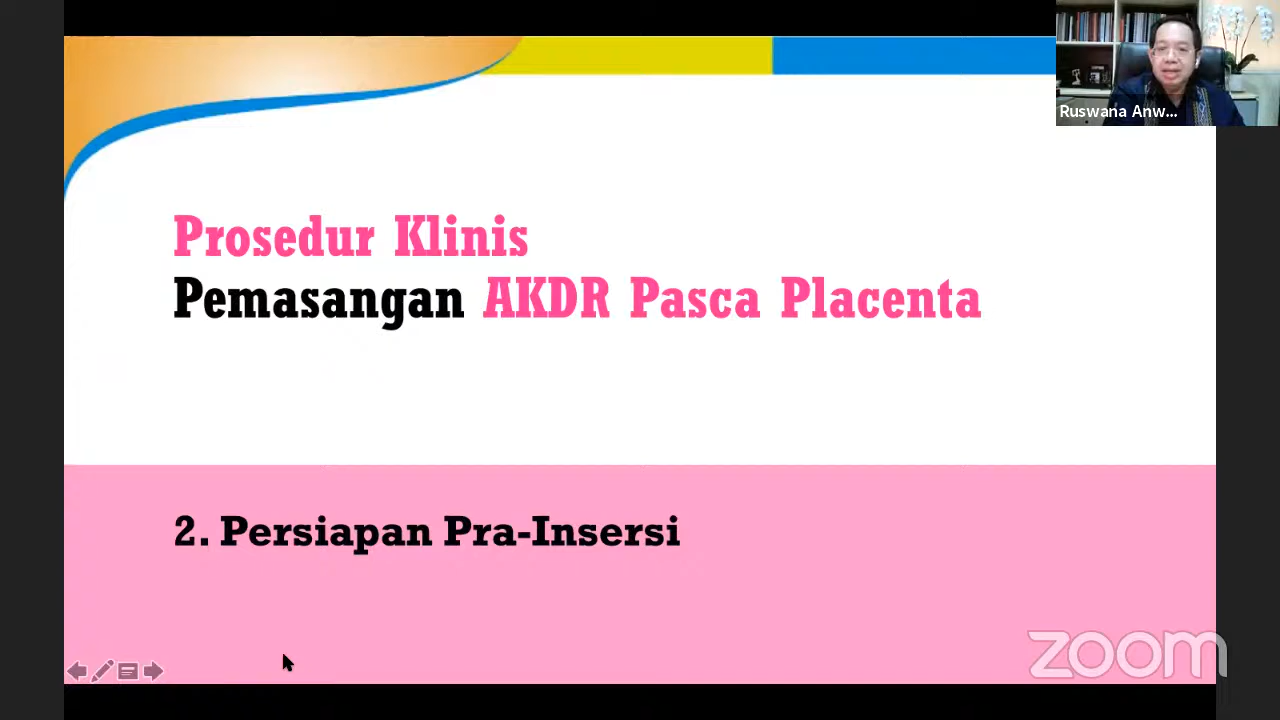 Ruswana Anw...
Prosedur Klinis
Pemasangan AKDR Pasca Placenta
2. Persiapan Pra-Insersi
zoom